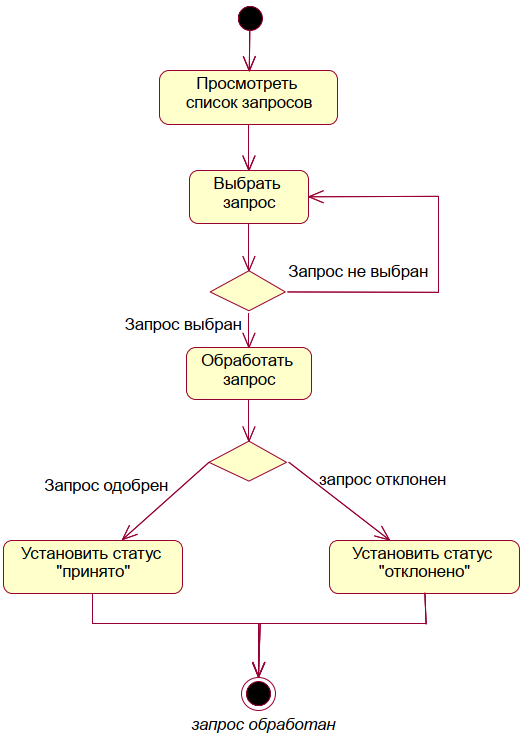 Просмотреть
список запросов
Выбрать
запрос
Запрос не выбран
Запрос выбран
Обработать
запрос
Запрос одобрен
запрос отклонен
Установить статус
"принято"
Установить статус
"отклонено"
запрос обработан